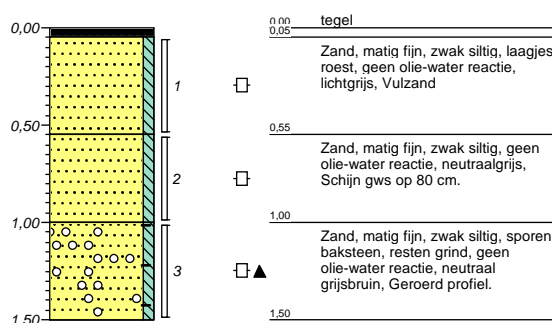 0,00
0,50
1,00
1,50
1
2
3
0.00 tegel
0,05
Zand, matig fijn, zwak siltig, laagjes
roest, geen olie-water reactie,
lichtgrijs, Vulzand
0,55
Zand, matig fijn, zwak siltig, geen
olie-water reactie, neutraalgrijs,
Schijn gws op 80 cm.
1,00
Zand, matig fijn, zwak siltig, sporen
baksteen, resten grind, geen
olie-water reactie, neutraal
grijsbruin, Geroerd profiel.
1,50